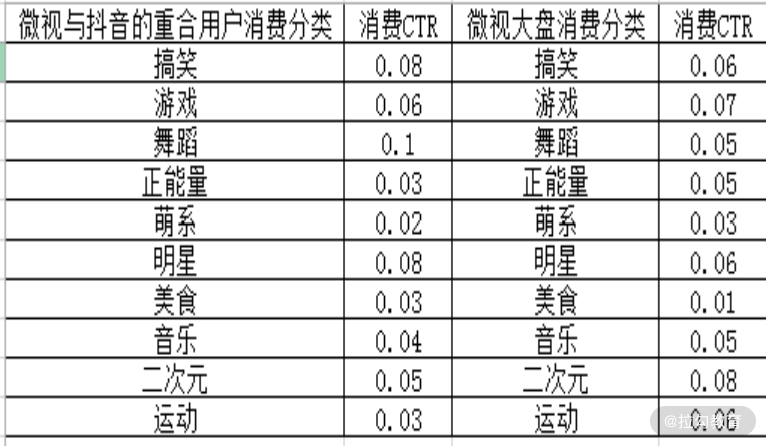 微视与抖音的重合用户消费分类 消费CTR 微视大盘消费分类 消费CTR
搞笑 0.08 搞笑 0.06
游戏 0.06 游戏 0.07
舞蹈 0.1 舞蹈 0.05
正能量 0.03 正能量 0.05
萌系 0.02 萌系 0.03
明星 0.08 明星 0.06
美食 0.03 美食 0.01
音乐 0.04 音乐 0.05
二次元 0.05 二次元 0.08
运动 0.03 运动 0.06
@拉勾教育